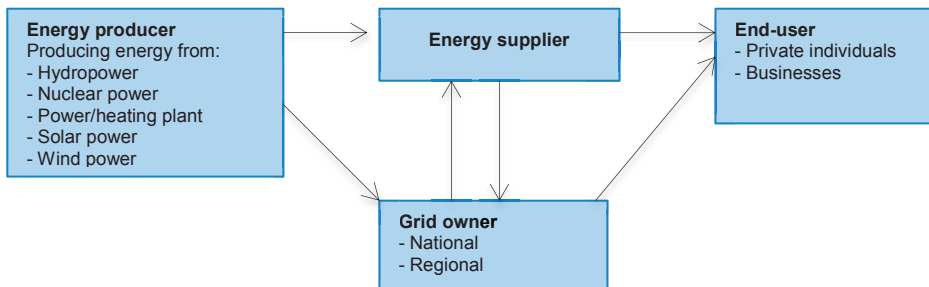 Energy producer
Producing energy from:
- Hydropower
- Nuclear power
- Power/heating plant
- Solar power
- Wind power
Energy supplier
End-user
- Private individuals
- Businesses
Grid owner
- National
- Regional